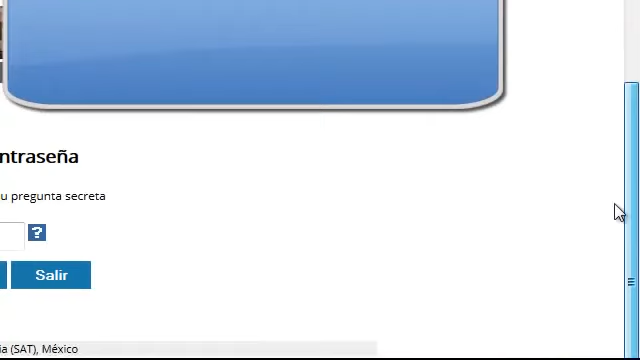 ntraseña
u pregunta secreta
?
Salir
ia (SAT), México